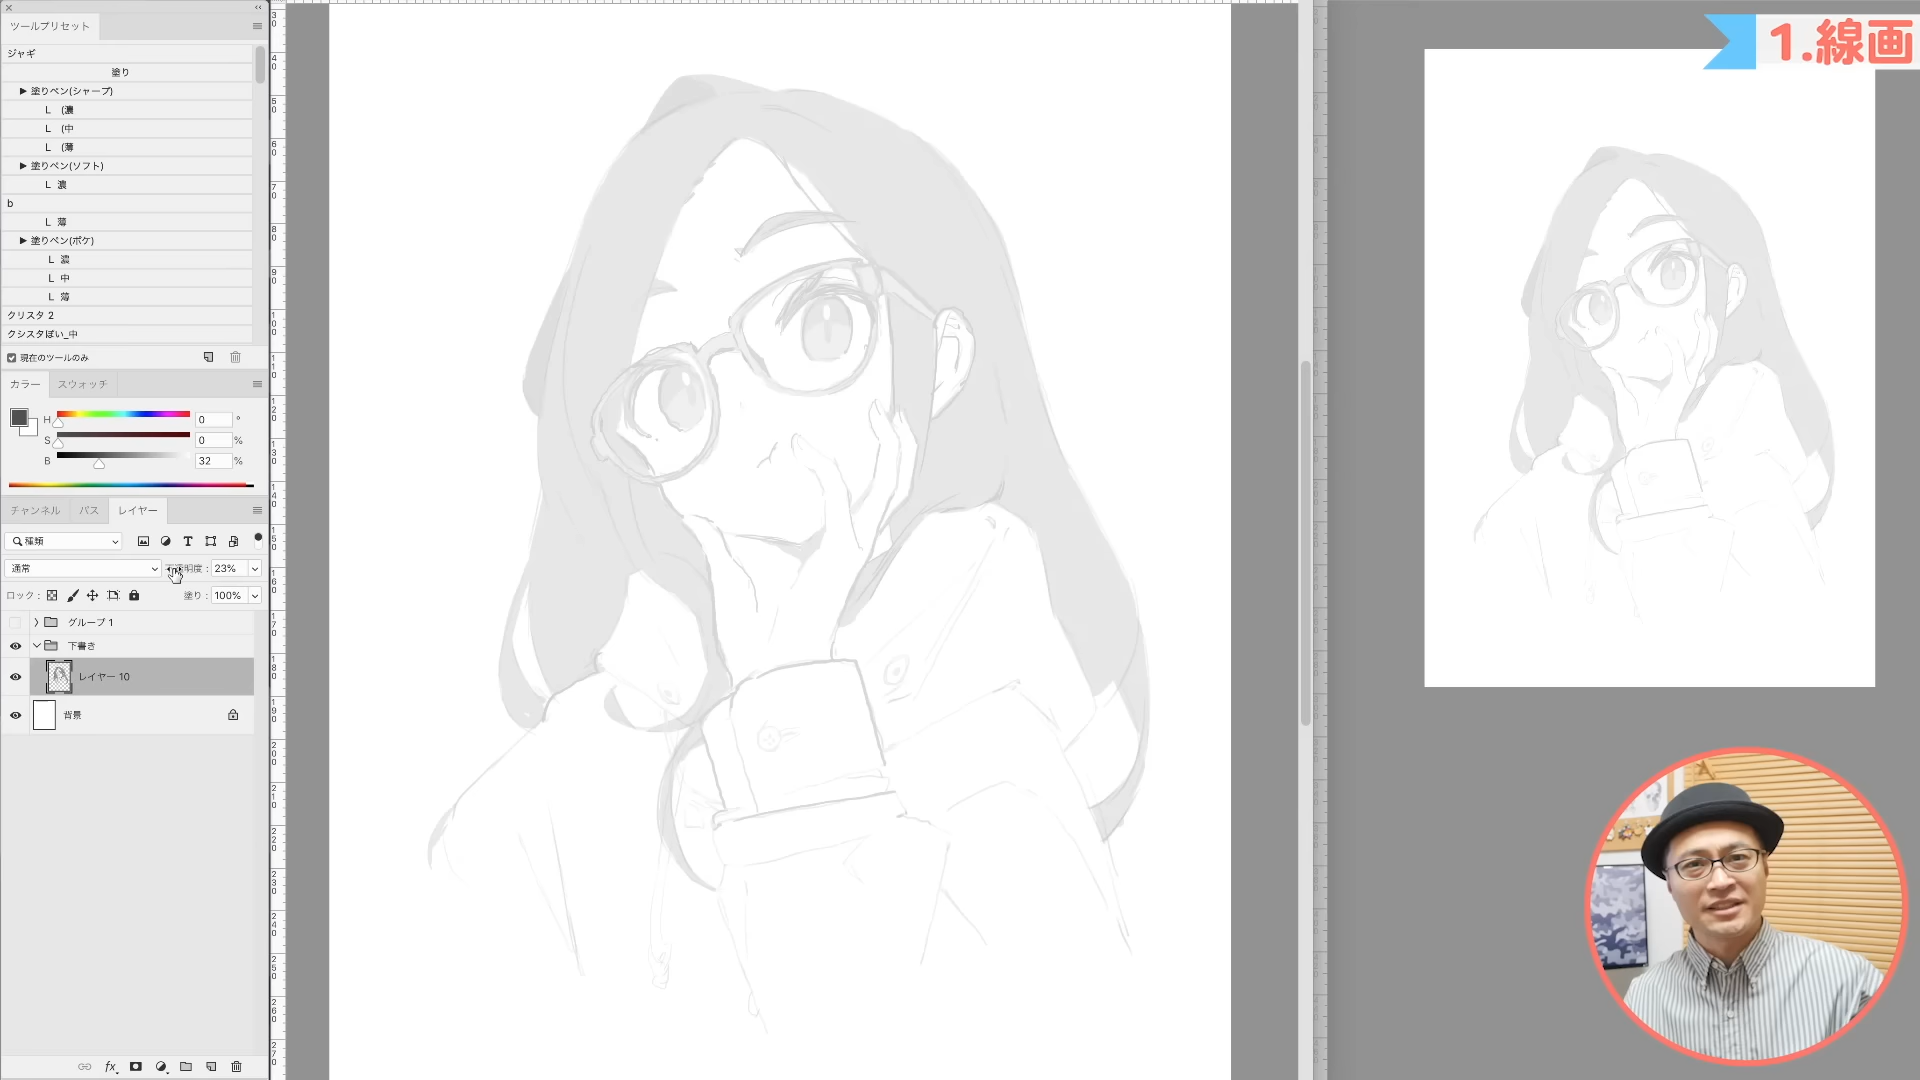 ツールプリセット
ジャギ
塗り
▶ 塗りペン(シャープ)
L (濃
L (中
L (薄
▶ 塗りペン(ソフト)
L 濃
b
L 薄
▶ 塗りペン(ボケ)
L 濃
L 中
L 薄
クリスタ 2
クシスタぽい_中
現在のツールのみ
カラー スウォッチ
H 0 °
S 0 %
B 32 %
チャンネル パス レイヤー
種類
通常 明度 : 23%
ロック : 塗り : 100%
グループ 1
下書き
レイヤー 10
背景
fx
1.線画